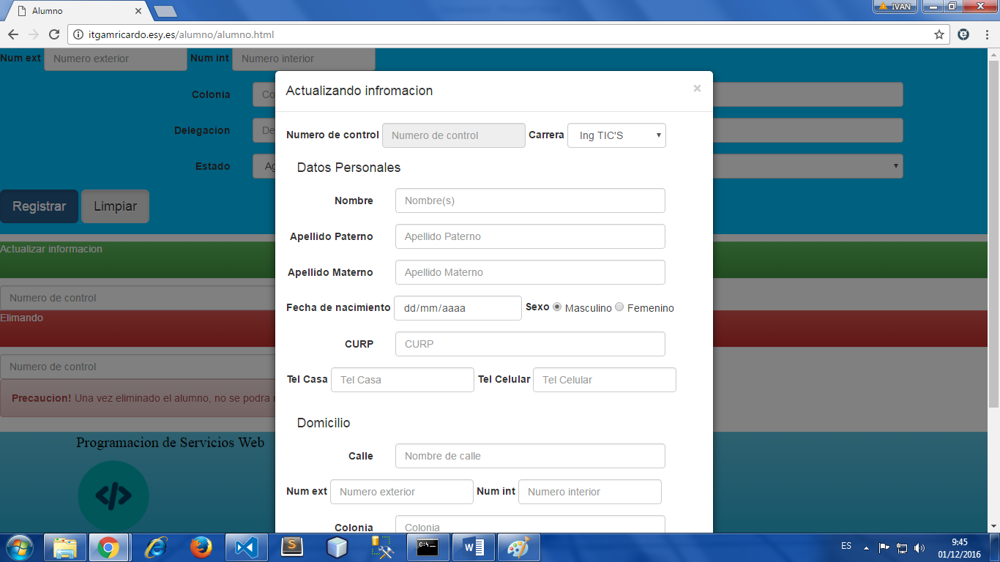 Alumno
IVAN
itgamricardo.esy.es/alumno/alumno.html
Num ext Numero exterior Num int Numero interior
Colonia Co
Delegacion De
Estado Ag
Registrar Limpiar
Actualizar informacion
Numero de control
Elimando
Numero de control
Precaucion! Una vez eliminado el alumno, no se podra
Programacion de Servicios Web
</>
Actualizando infromacion ×
Numero de control Numero de control Carrera Ing TIC'S
Datos Personales
Nombre Nombre(s)
Apellido Paterno Apellido Paterno
Apellido Materno Apellido Materno
Fecha de nacimiento dd/mm/aaaa Sexo Masculino Femenino
CURP CURP
Tel Casa Tel Casa Tel Celular Tel Celular
Domicilio
Calle Nombre de calle
Num ext Numero exterior Num int Numero interior
Colonia Colonia
ES 9:45
01/12/2016